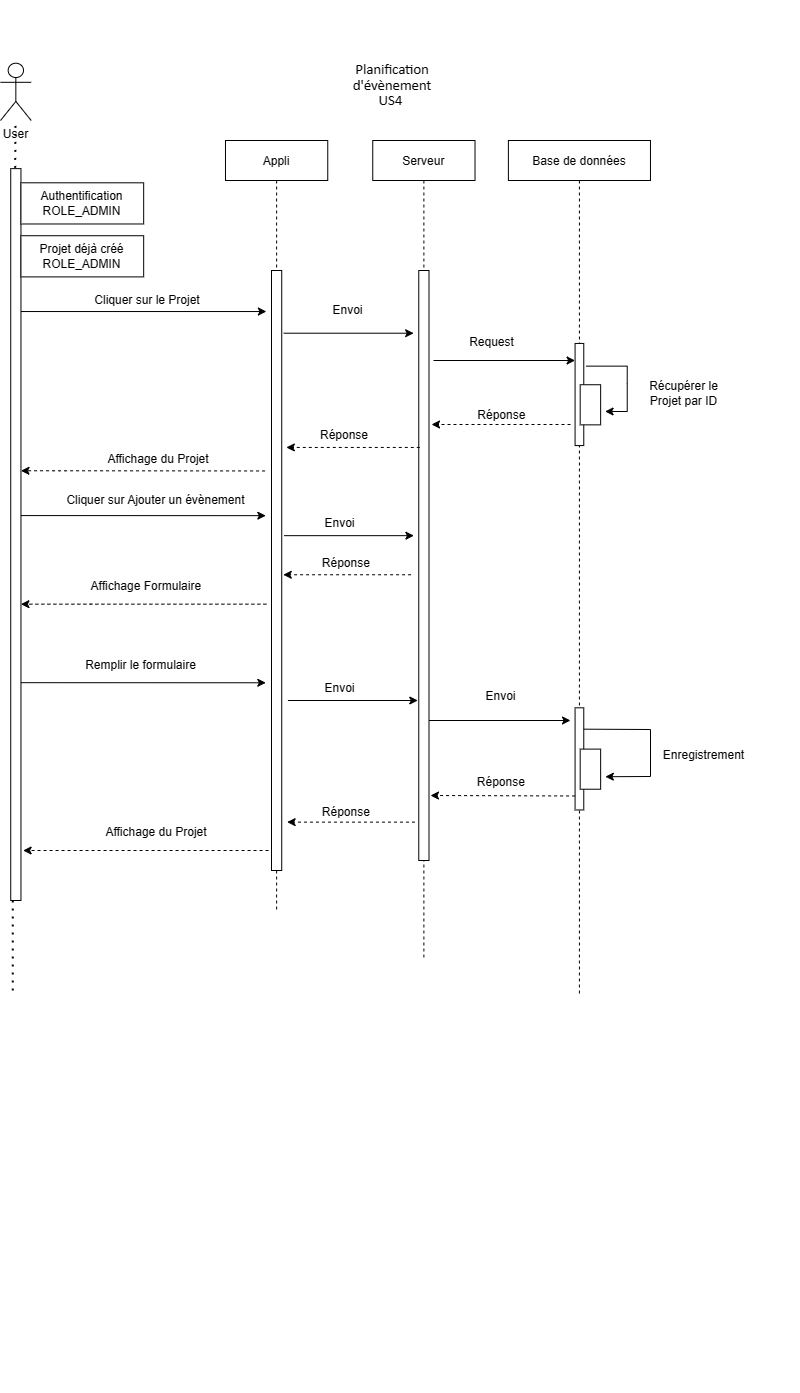 Planification
d'évènement
US4
User
Appli
Serveur
Base de données
Authentification
ROLE_ADMIN
Projet déjà créé
ROLE_ADMIN
Cliquer sur le Projet
Envoi
Request
Récupérer le
Projet par ID
Réponse
Réponse
Affichage du Projet
Cliquer sur Ajouter un évènement
Envoi
Réponse
Affichage Formulaire
Remplir le formulaire
Envoi
Envoi
Enregistrement
Réponse
Réponse
Affichage du Projet